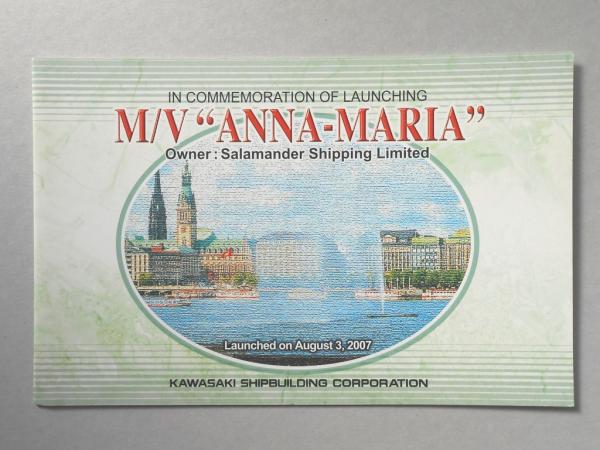 IN COMMEMORATION OF LAUNCHING
M/V “ANNA-MARIA”
Owner : Salamander Shipping Limited
Launched on August 3, 2007
KAWASAKI SHIPBUILDING CORPORATION